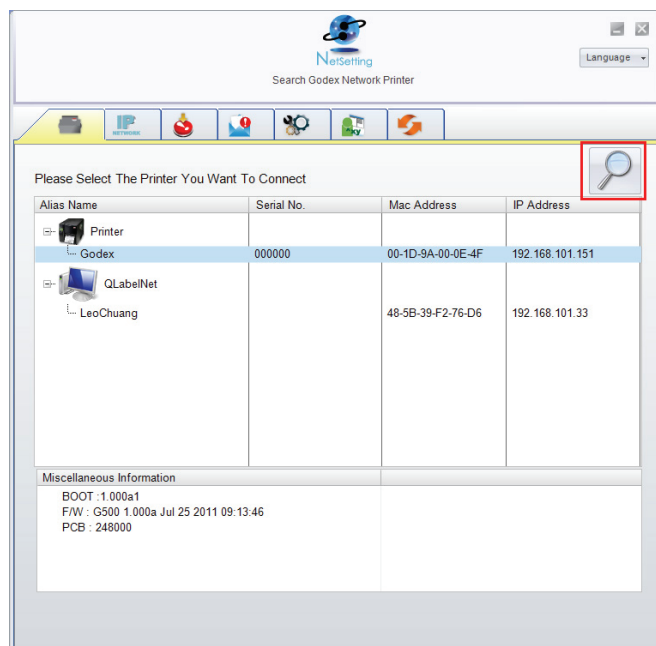 NetSetting
Language
Search Godex Network Printer
IP
NETWORK
Please Select The Printer You Want To Connect
Alias Name Serial No. Mac Address IP Address
Printer
Godex 000000 00-1D-9A-00-0E-4F 192.168.101.151
QLabelNet
LeoChuang 48-5B-39-F2-76-D6 192.168.101.33
Miscellaneous Information
BOOT :1.000a1
F/W : G500 1.000a Jul 25 2011 09:13:46
PCB : 248000